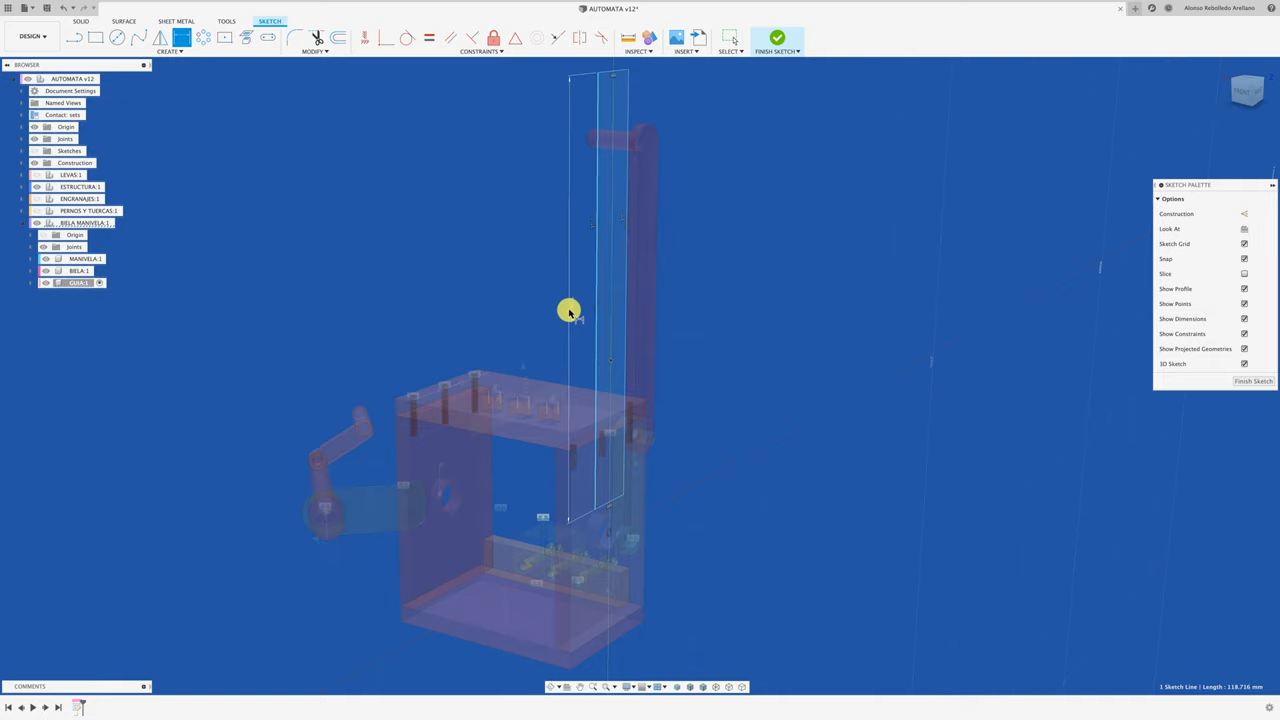 AUTOMATA v12*
Alonso Rebolledo Arellano
DESIGN
SOLID
SURFACE
SHEET METAL
TOOLS
SKETCH
CREATE
MODIFY
CONSTRAINTS
INSPECT
INSERT
SELECT
FINISH SKETCH
BROWSER
AUTOMATA v12
Document Settings
Named Views
Contact: sets
Origin
Joints
Sketches
Construction
LEVAS:1
ESTRUCTURA:1
ENGRANAJES:1
PERNOS Y TUERCAS:1
BIELA MANIVELA:1
Origin
Joints
MANIVELA:1
BIELA:1
GUIA:1
FRONT
SKETCH PALETTE
Options
Construction
Look At
Sketch Grid
Snap
Slice
Show Profile
Show Points
Show Dimensions
Show Constraints
Show Projected Geometries
3D Sketch
Finish Sketch
COMMENTS
1 Sketch Line | Length : 118.716 mm